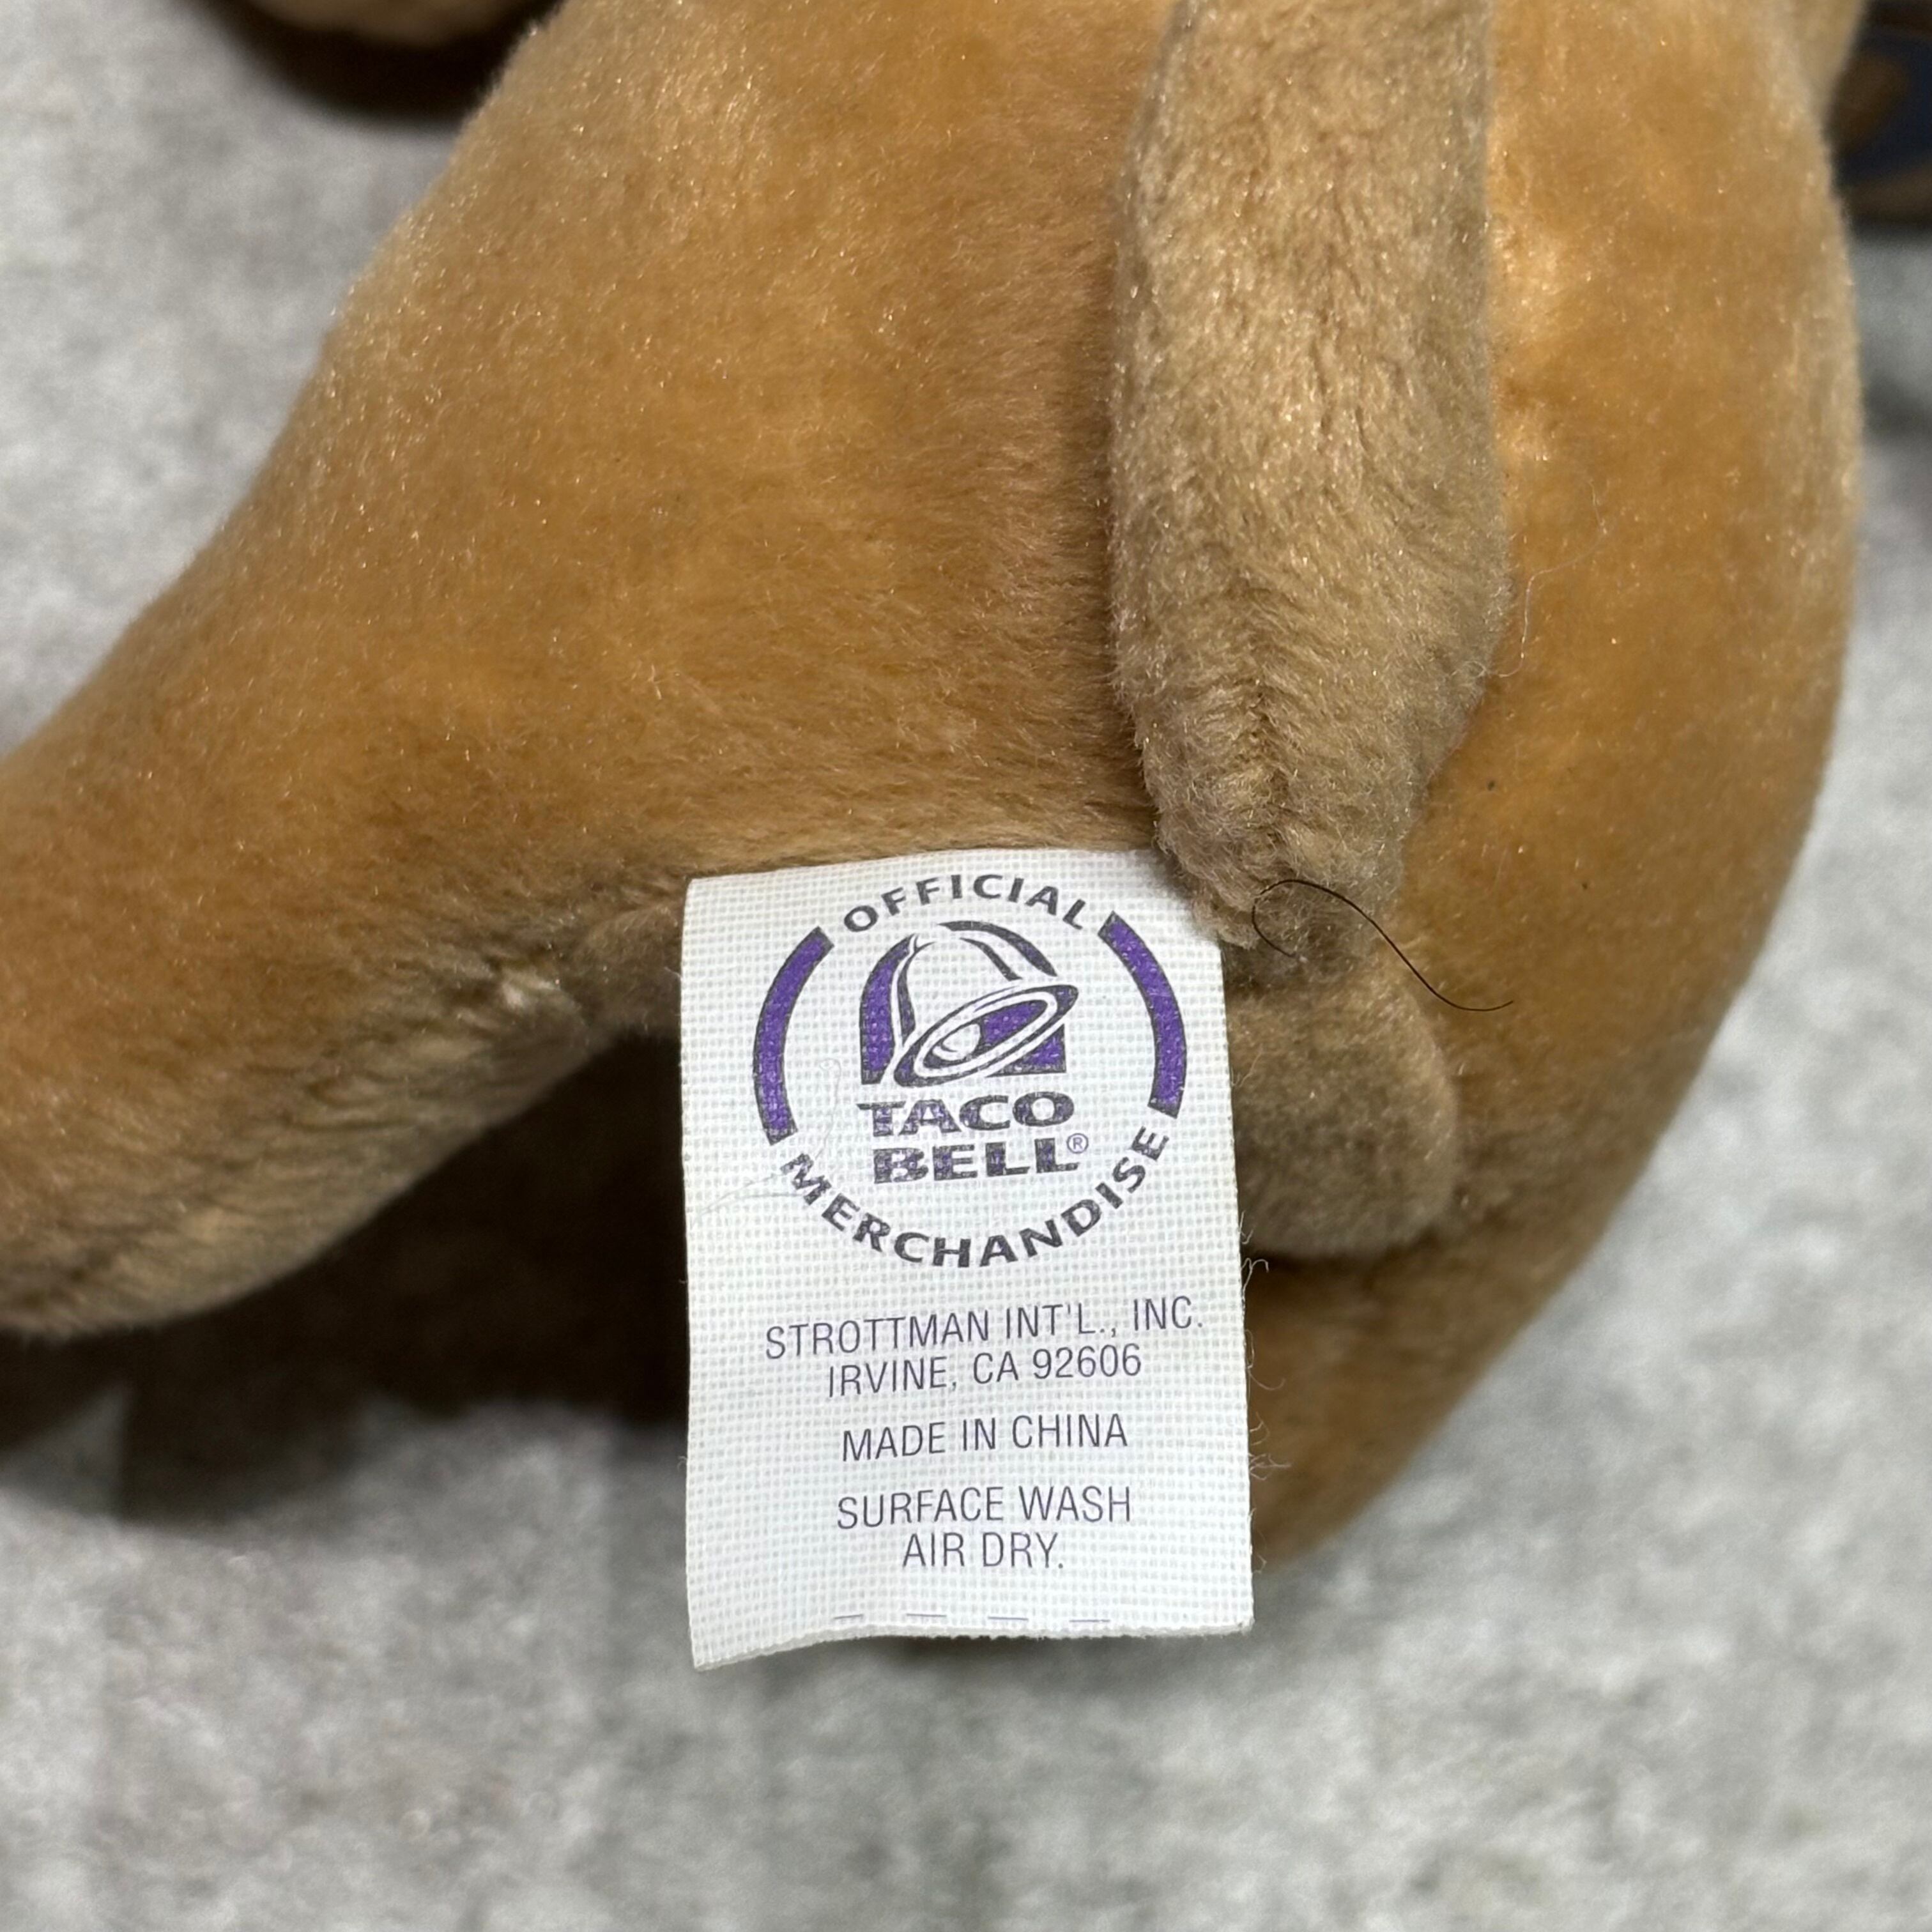 OFFICIAL
TACO
BELL®
MERCHANDISE
STROTTMAN INT'L., INC.
IRVINE, CA 92606
MADE IN CHINA
SURFACE WASH
AIR DRY.